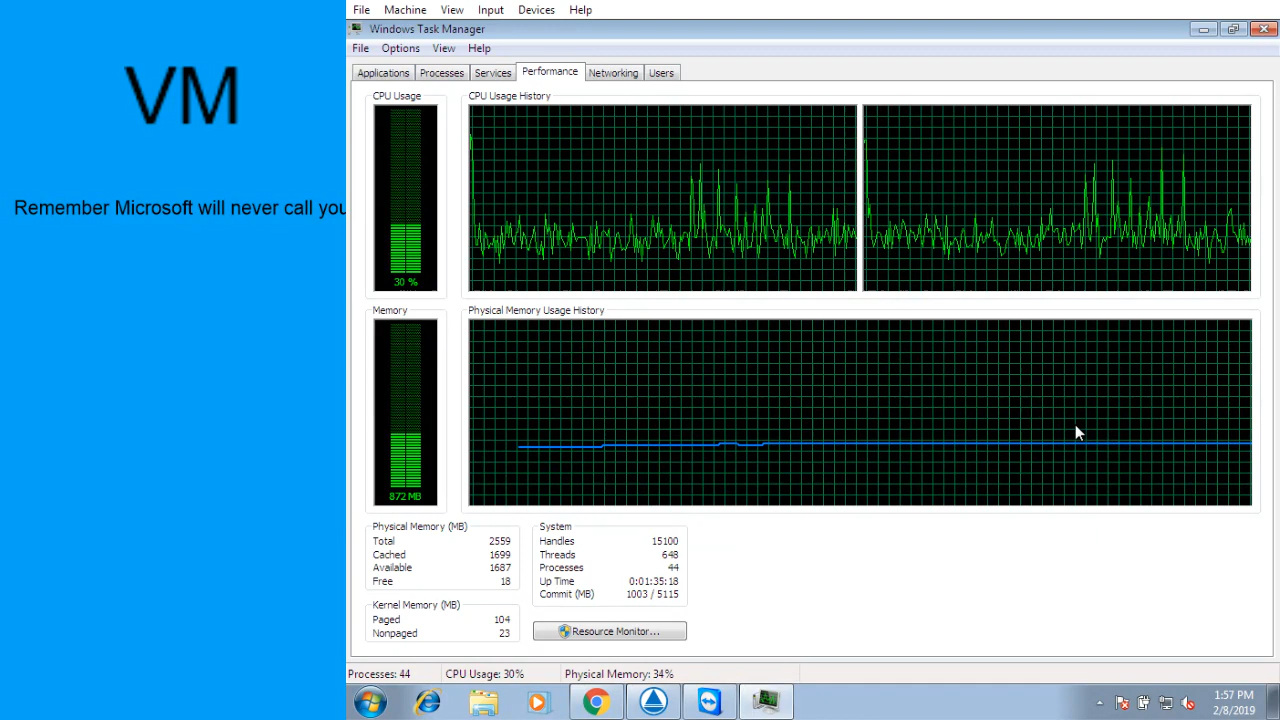 VM
Remember Microsoft will never call you
File Machine View Input Devices Help
Windows Task Manager
File Options View Help
Applications Processes Services Performance Networking Users
CPU Usage
CPU Usage History
30 %
Memory
Physical Memory Usage History
872 MB
Physical Memory (MB)
Total 2559
Cached 1699
Available 1687
Free 18
Kernel Memory (MB)
Paged 104
Nonpaged 23
System
Handles 15100
Threads 648
Processes 44
Up Time 0:01:35:18
Commit (MB) 1003 / 5115
Resource Monitor...
Processes: 44 CPU Usage: 30% Physical Memory: 34%
1:57 PM
2/8/2019